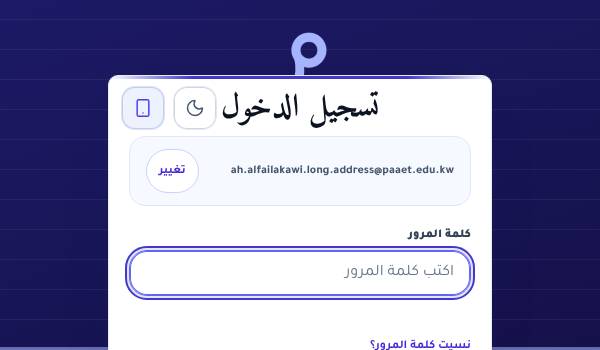 تسجيل الدخول
ah.alfailakawi.long.address@paaet.edu.kw
تغيير
كلمة المرور
اكتب كلمة المرور
نسيت كلمة المرور؟